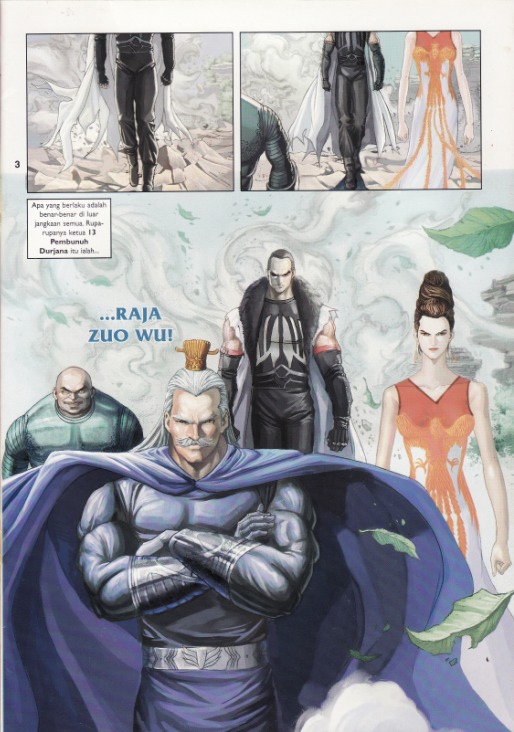 3
Apa yang berlaku adalah
benar-benar di luar
jangkaan semua. Rupa-
rupanya ketua 13
Pembunuh
Durjana itu ialah...
...RAJA
ZUO WU!